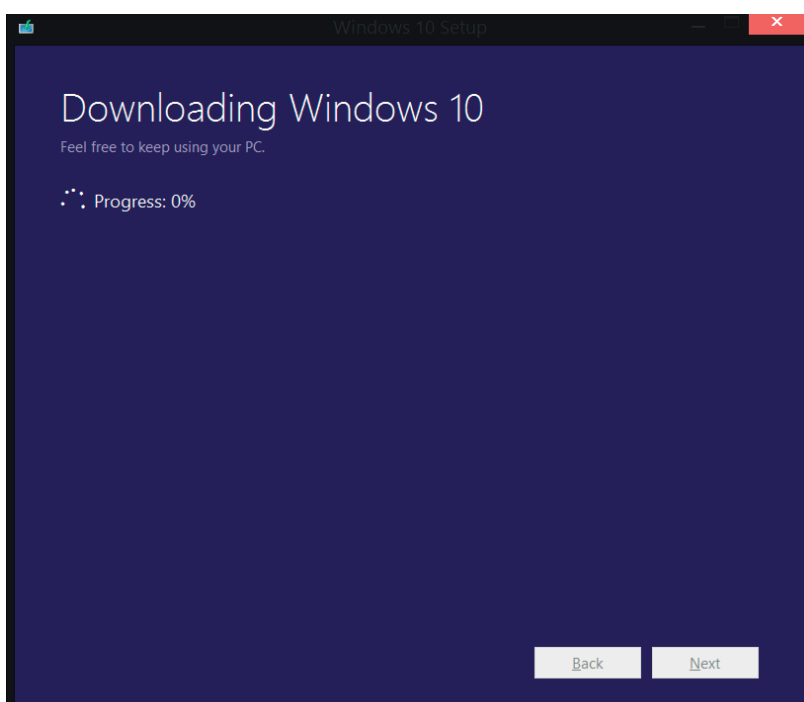 Windows 10 Setup
Downloading Windows 10
Feel free to keep using your PC.
Progress: 0%
Back
Next